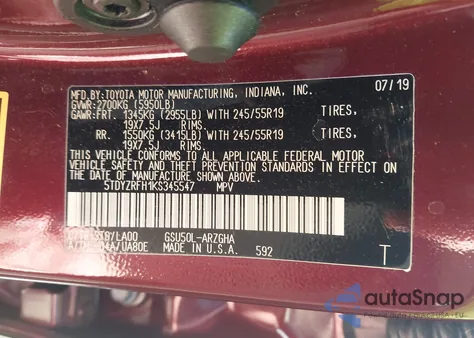 MFD.BY:TOYOTA MOTOR MANUFACTURING, INDIANA, INC. 07/19
GVWR:2700KG (5950LB)
GAWR:FRT. 1345KG (2955LB) WITH 245/55R19 TIRES,
19X7.5J RIMS.
RR. 1550KG (3415LB) WITH 245/55R19 TIRES,
19X7.5J RIMS.
THIS VEHICLE CONFORMS TO ALL APPLICABLE FEDERAL MOTOR
VEHICLE SAFETY AND THEFT PREVENTION STANDARDS IN EFFECT
ON THE DATE OF MANUFACTURE SHOWN ABOVE.
5TDYZRFH1KS345547 MPV
/LA00 GSU50L-ARZGHA
/UA80E MADE IN U.S.A. 592
T
autoSnap